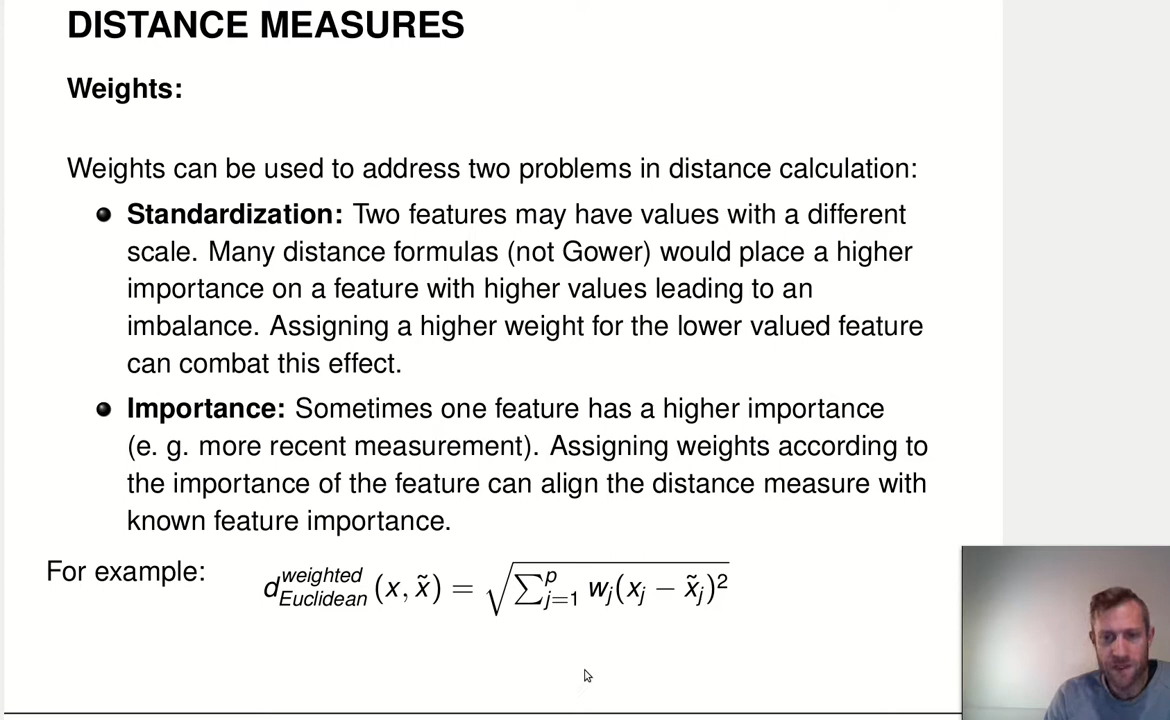 DISTANCE MEASURES
Weights:
Weights can be used to address two problems in distance calculation:
Standardization: Two features may have values with a different
scale. Many distance formulas (not Gower) would place a higher
importance on a feature with higher values leading to an
imbalance. Assigning a higher weight for the lower valued feature
can combat this effect.
Importance: Sometimes one feature has a higher importance
(e. g. more recent measurement). Assigning weights according to
the importance of the feature can align the distance measure with
known feature importance.
For example: d_{Euclidean}^{weighted}(x, x̃) = √(∑_{j=1}^{p} w_j(x_j − x̃_j)²)